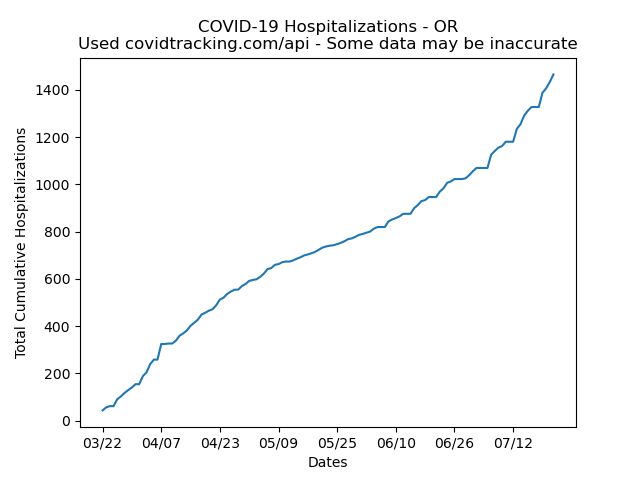 COVID-19 Hospitalizations - OR
Used covidtracking.com/api - Some data may be inaccurate
Total Cumulative Hospitalizations
1400
1200
1000
800
600
400
200
0
03/22 04/07 04/23 05/09 05/25 06/10 06/26 07/12
Dates